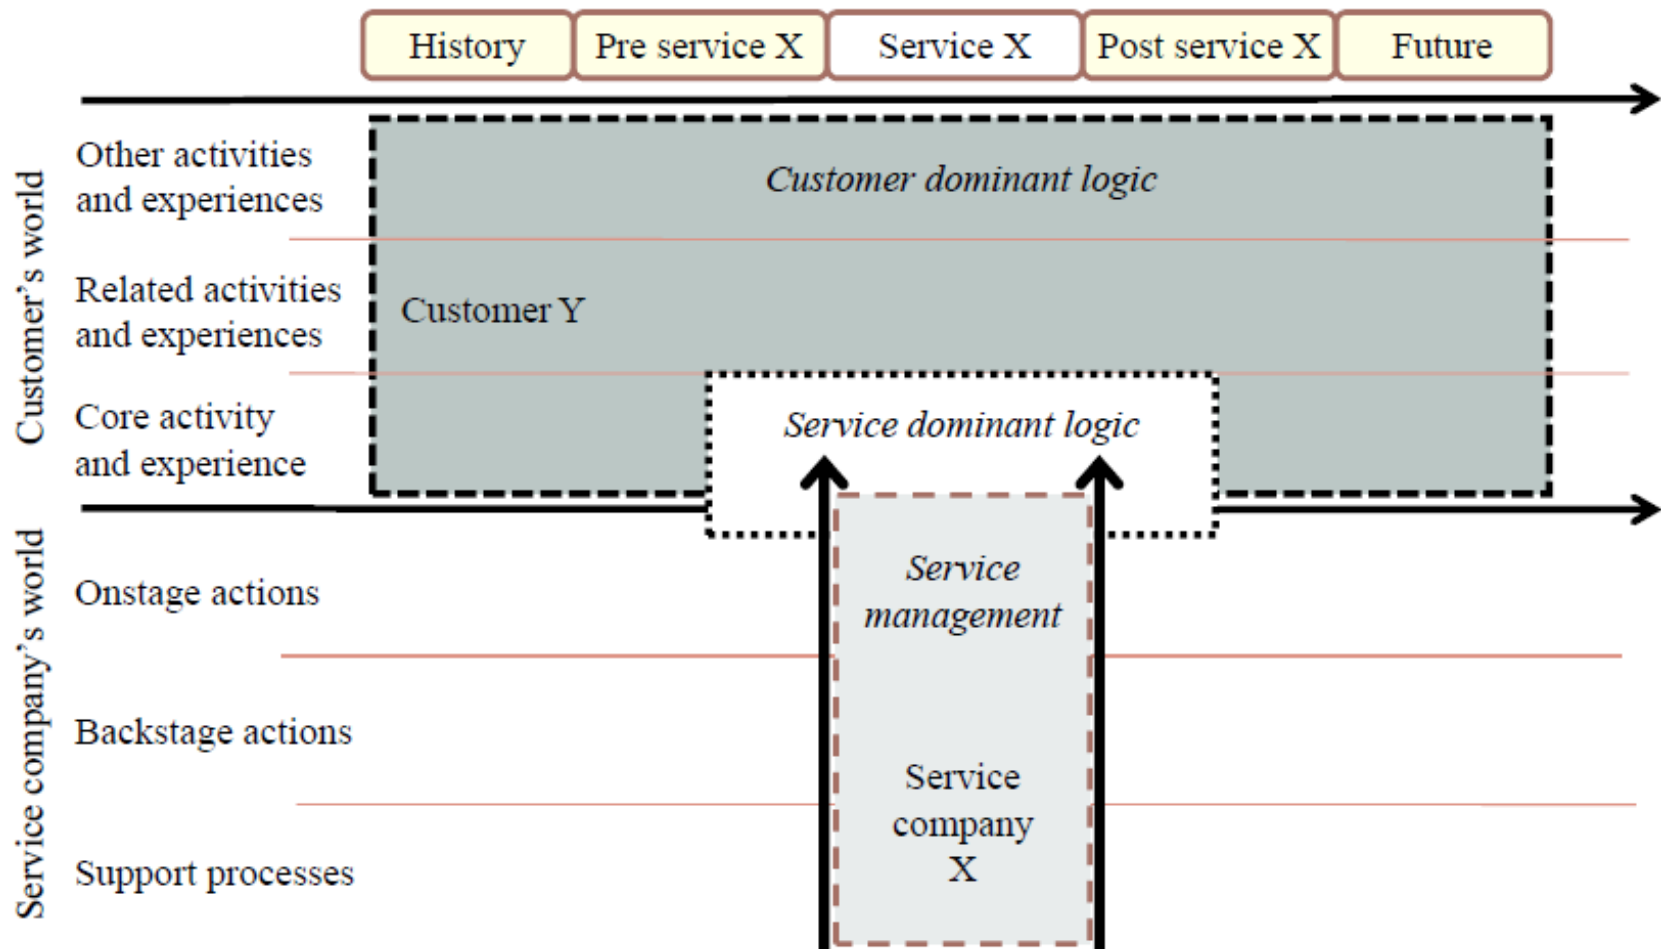 History
Pre service X
Service X
Post service X
Future
Customer's world
Other activities
and experiences
Customer dominant logic
Related activities
and experiences
Customer Y
Core activity
and experience
Service dominant logic
Service company's world
Onstage actions
Service
management
Backstage actions
Service
company
X
Support processes